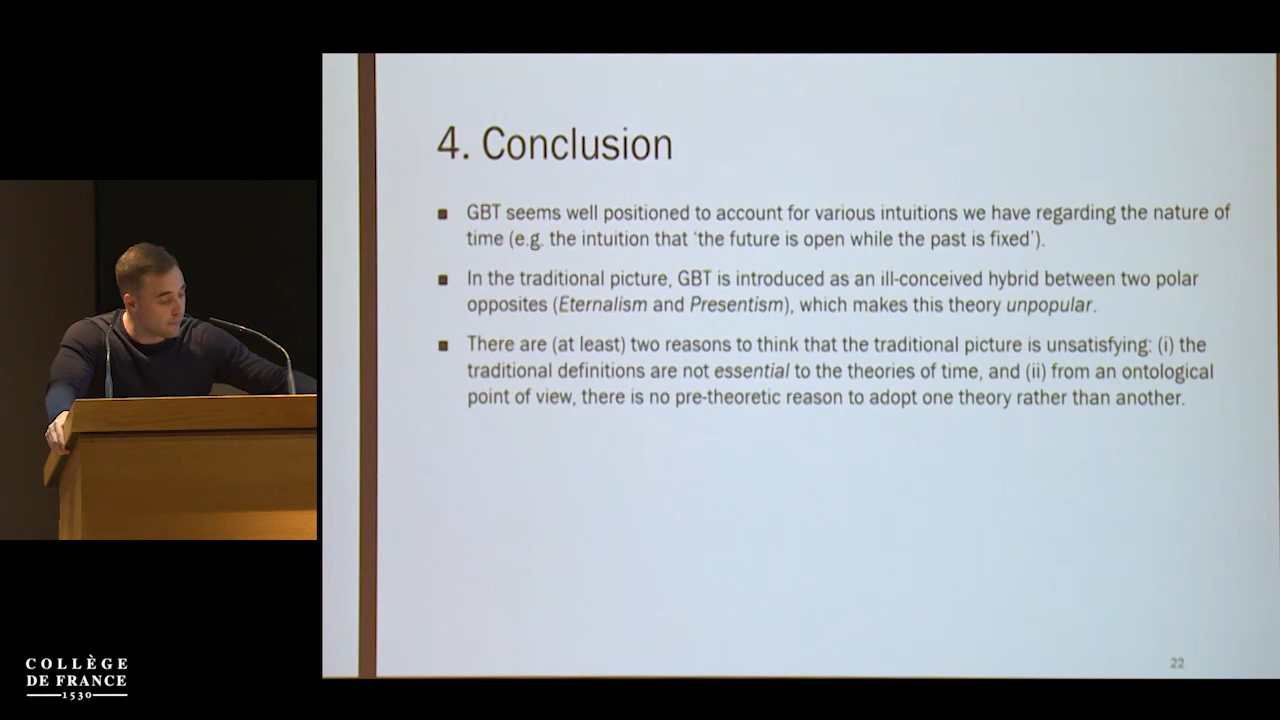 4. Conclusion
GBT seems well positioned to account for various intuitions we have regarding the nature of
time (e.g. the intuition that 'the future is open while the past is fixed').
In the traditional picture, GBT is introduced as an ill-conceived hybrid between two polar
opposites (Eternalism and Presentism), which makes this theory unpopular.
There are (at least) two reasons to think that the traditional picture is unsatisfying: (i) the
traditional definitions are not essential to the theories of time, and (ii) from an ontological
point of view, there is no pre-theoretic reason to adopt one theory rather than another.
22
COLLÈGE
DE FRANCE
1530